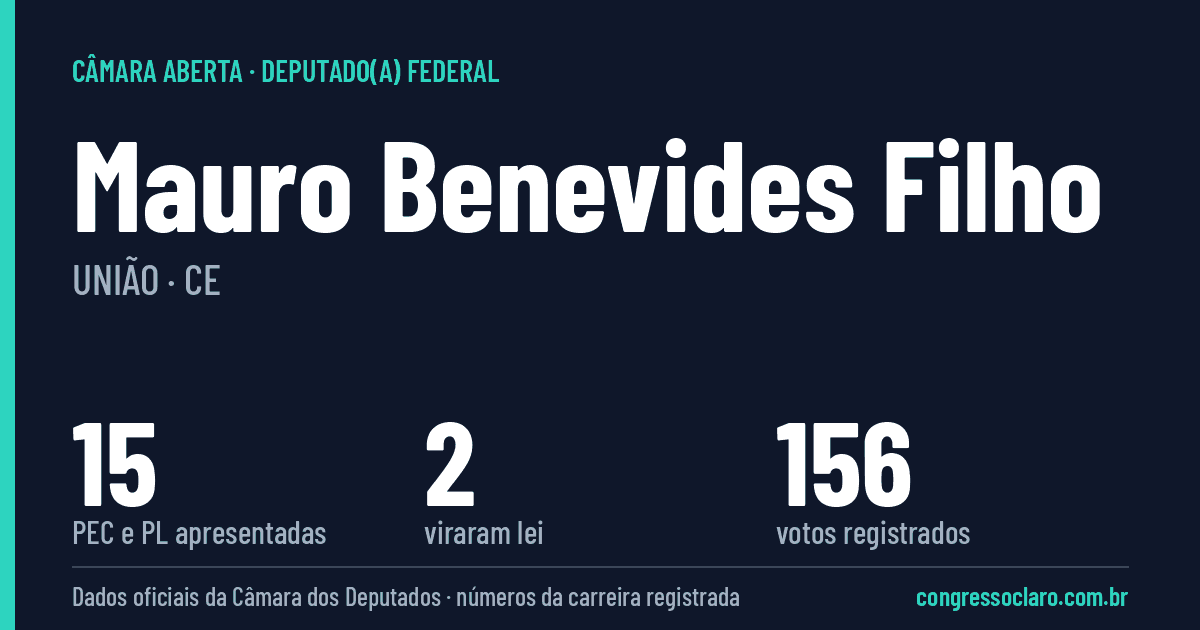 CÂMARA ABERTA · DEPUTADO(A) FEDERAL
Mauro Benevides Filho
UNIÃO · CE
15 2 156
PEC e PL apresentadas viraram lei votos registrados
Dados oficiais da Câmara dos Deputados · números da carreira registrada congressoclaro.com.br